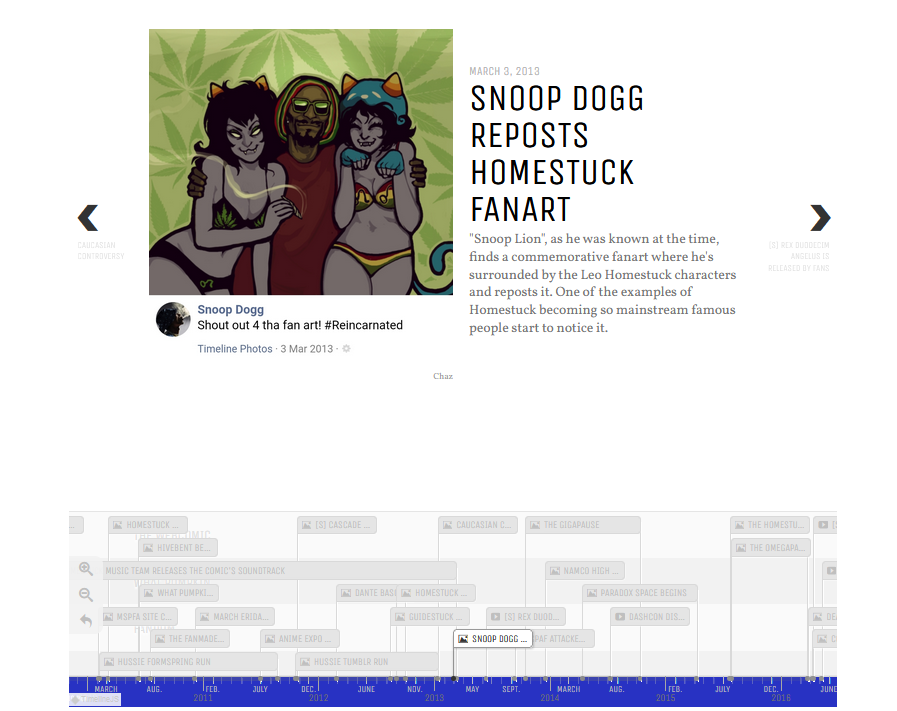 MARCH 3, 2013
SNOOP DOGG
REPOSTS
HOMESTUCK
FANART
"Snoop Lion", as he was known at the time,
finds a commemorative fanart where he's
surrounded by the Leo Homestuck characters
and reposts it. One of the examples of
Homestuck becoming so mainstream famous
people start to notice it.
CAUCASIAN
CONTROVERSY
[S] REX DUODECIM
ANGELUS IS
RELEASED BY FANS
Snoop Dogg
Shout out 4 tha fan art! #Reincarnated
Timeline Photos · 3 Mar 2013 ·
Chaz
HOMESTUCK ...
[S] CASCADE ...
CAUCASIAN C...
THE GIGAPAUSE
THE HOMESTU...
[S]
THE WEBCOMIC
HIVEBENT BE...
THE OMEGAPA...
MUSIC TEAM RELEASES THE COMIC'S SOUNDTRACK
NAMCO HIGH ...
WHAT PUMPKI...
DANTE BAS
HOMESTUCK ...
PARADOX SPACE BEGINS
MSPFA SITE C...
MARCH ERIDA...
GUIDESTUCK ...
[S] REX DUOD...
DASHCON DIS...
THE FANMADE...
ANIME EXPO ...
SNOOP DOGG ...
PAF ATTACKE...
HUSSIE FORMSPRING RUN
HUSSIE TUMBLR RUN
MARCH AUG. FEB. JULY DEC. JUNE NOV. MAY SEPT. MARCH AUG. FEB. JULY DEC. JUNE
2011 2012 2013 2014 2015 2016
TimelineJS